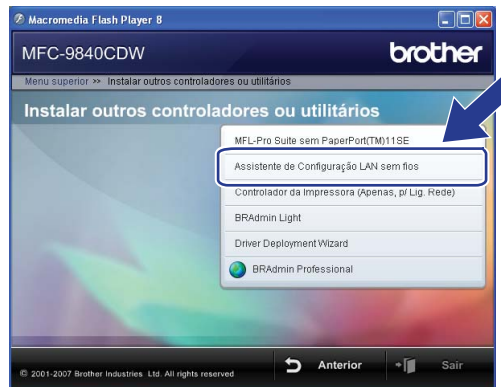 Macromedia Flash Player 8
MFC-9840CDW
brother
Menu superior >> Instalar outros controladores ou utilitários
Instalar outros controladores ou utilitários
MFL-Pro Suite sem PaperPort(TM)11SE
Assistente de Configuração LAN sem fios
Controlador da Impressora (Apenas, p/ Lig. Rede)
BRAdmin Light
Driver Deployment Wizard
BRAdmin Professional
© 2001-2007 Brother Industries Ltd. All rights reserved
Anterior
Sair